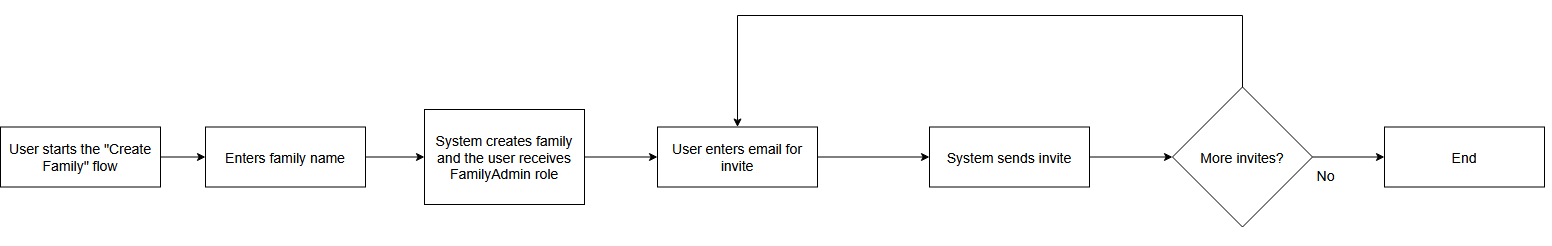 User starts the "Create
Family" flow
Enters family name
System creates family
and the user receives
FamilyAdmin role
User enters email for
invite
System sends invite
More invites?
No
End